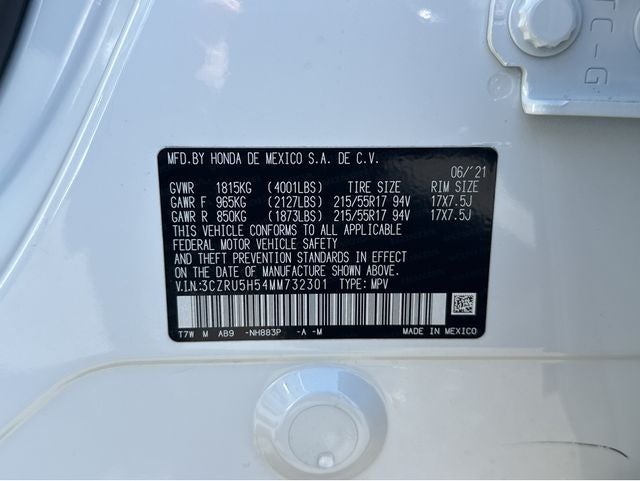 TC-G
MFD.BY HONDA DE MEXICO S.A. DE C.V.
06/'21
GVWR 1815KG (4001LBS) TIRE SIZE RIM SIZE
GAWR F 965KG (2127LBS) 215/55R17 94V 17X7.5J
GAWR R 850KG (1873LBS) 215/55R17 94V 17X7.5J
THIS VEHICLE CONFORMS TO ALL APPLICABLE
FEDERAL MOTOR VEHICLE SAFETY
AND THEFT PREVENTION STANDARDS IN EFFECT
ON THE DATE OF MANUFACTURE SHOWN ABOVE.
V.I.N:3CZRU5H54MM732301 TYPE: MPV
T7W M AB9 -NH883P -A -M MADE IN MEXICO